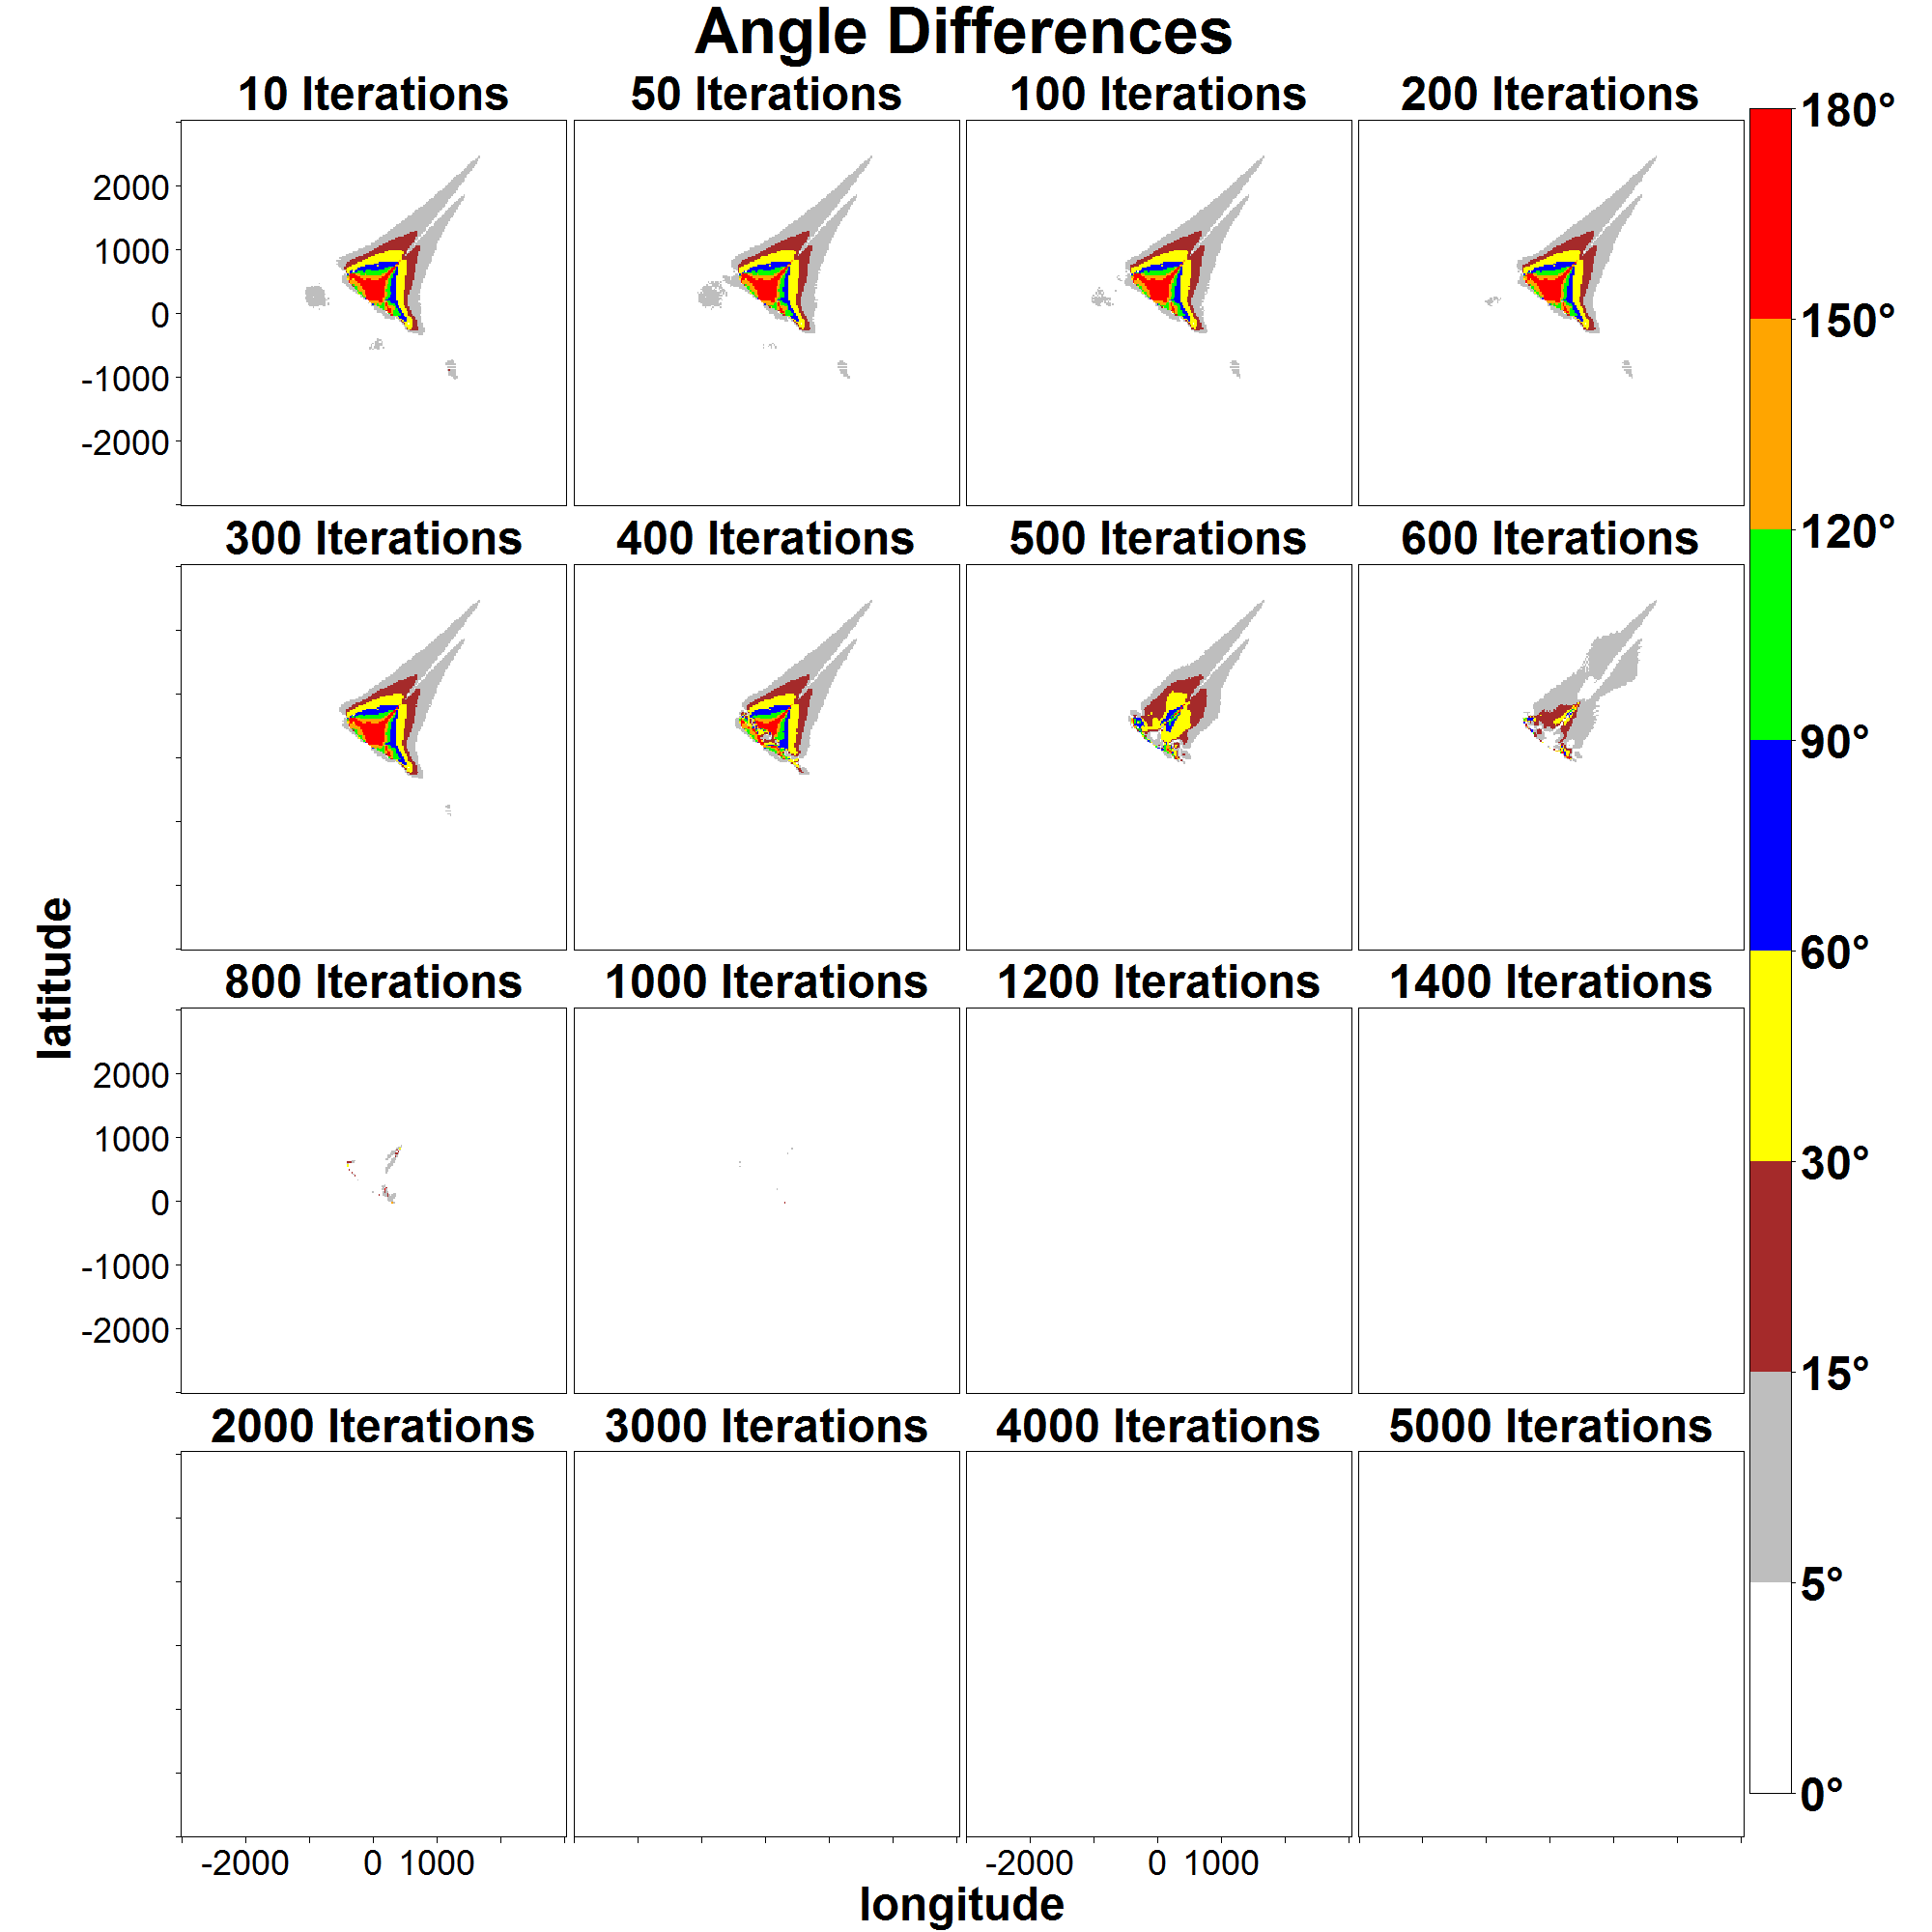 Angle Differences
10 Iterations 50 Iterations 100 Iterations 200 Iterations
180°
2000
1000
0
-1000
-2000
150°
120°
300 Iterations 400 Iterations 500 Iterations 600 Iterations
90°
60°
latitude
800 Iterations 1000 Iterations 1200 Iterations 1400 Iterations
2000
1000
0
-1000
-2000
30°
15°
2000 Iterations 3000 Iterations 4000 Iterations 5000 Iterations
5°
0°
-2000 0 1000 -2000 0 1000
longitude